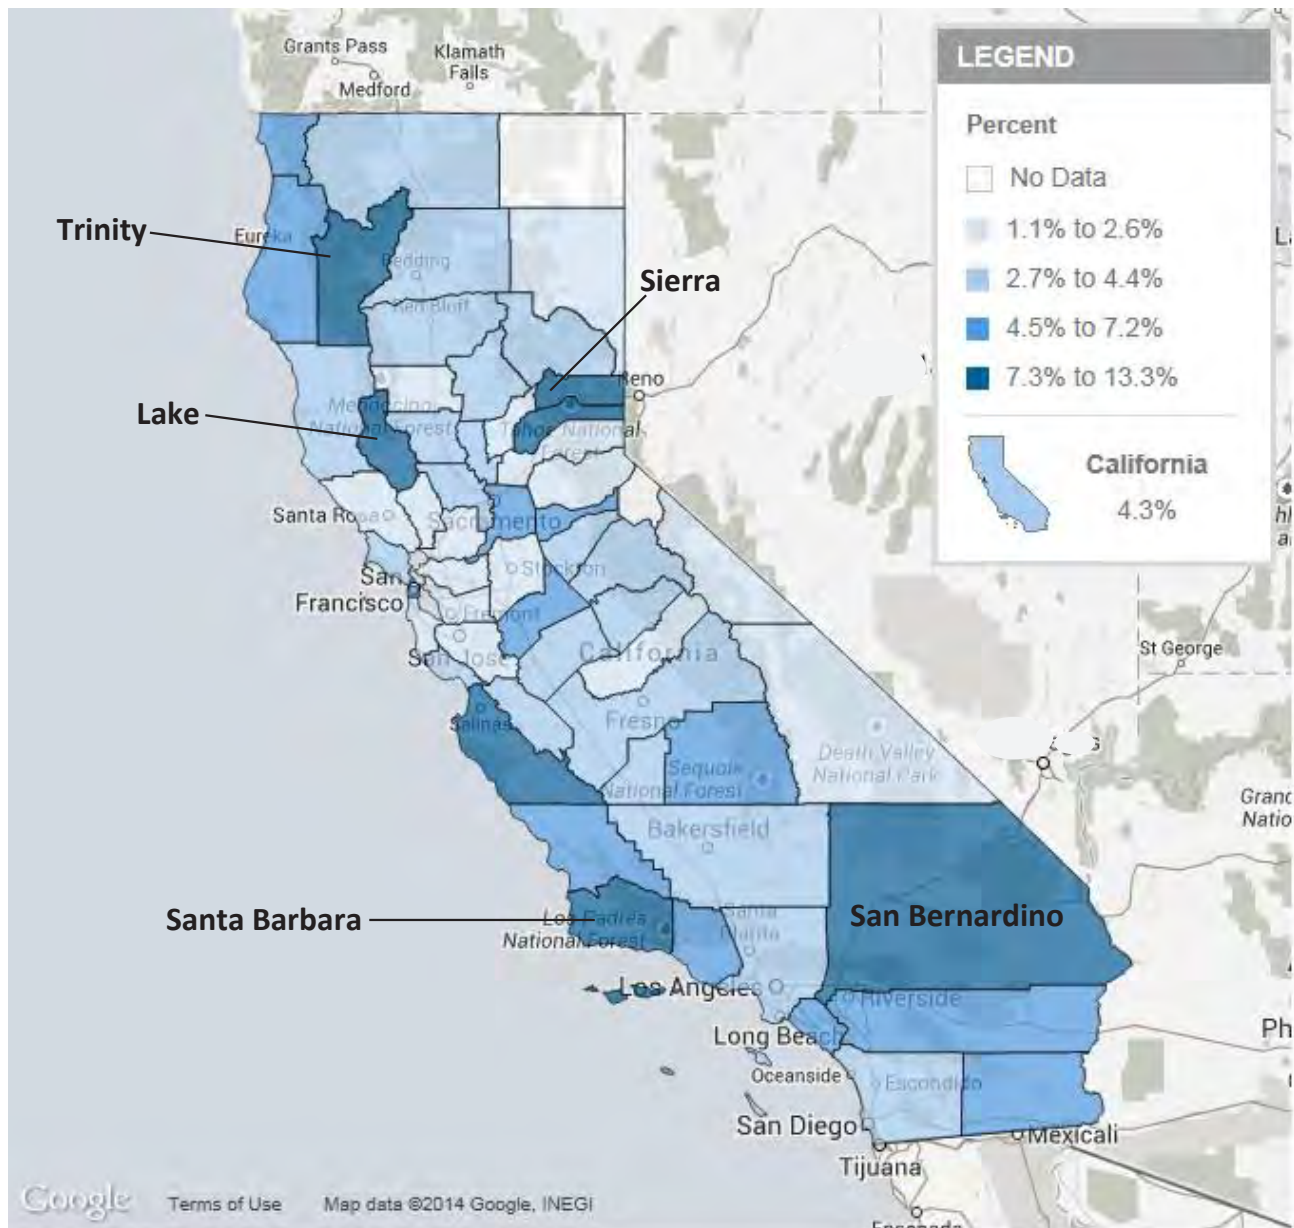 Grants Pass
Klamath
Falls
Medford
LEGEND
Percent
No Data
1.1% to 2.6%
2.7% to 4.4%
4.5% to 7.2%
7.3% to 13.3%
California
4.3%
Trinity
Eureka
Redding
Red Bluff
Sierra
Reno
Lake
Mendocino
National Forest
Tahoe National
Forest
Santa Rosa
Sacramento
San
Francisco
Stockton
Fremont
San Jose
California
St George
Salinas
Fresno
Sequoia
National Forest
Death Valley
National Park
Grand
Natio
Bakersfield
Santa Barbara
Los Padres
National Forest
Santa
Clarita
San Bernardino
Los Angeles
Riverside
Long Beach
Ph
Oceanside
Escondido
San Diego
Mexicali
Tijuana
Ensenada
Google
Terms of Use
Map data ©2014 Google, INEGI